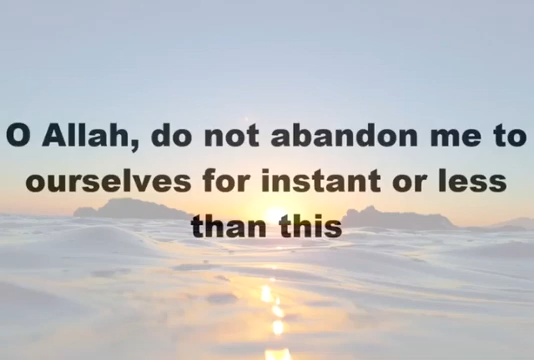 O Allah, do not abandon me to
ourselves for instant or less
than this